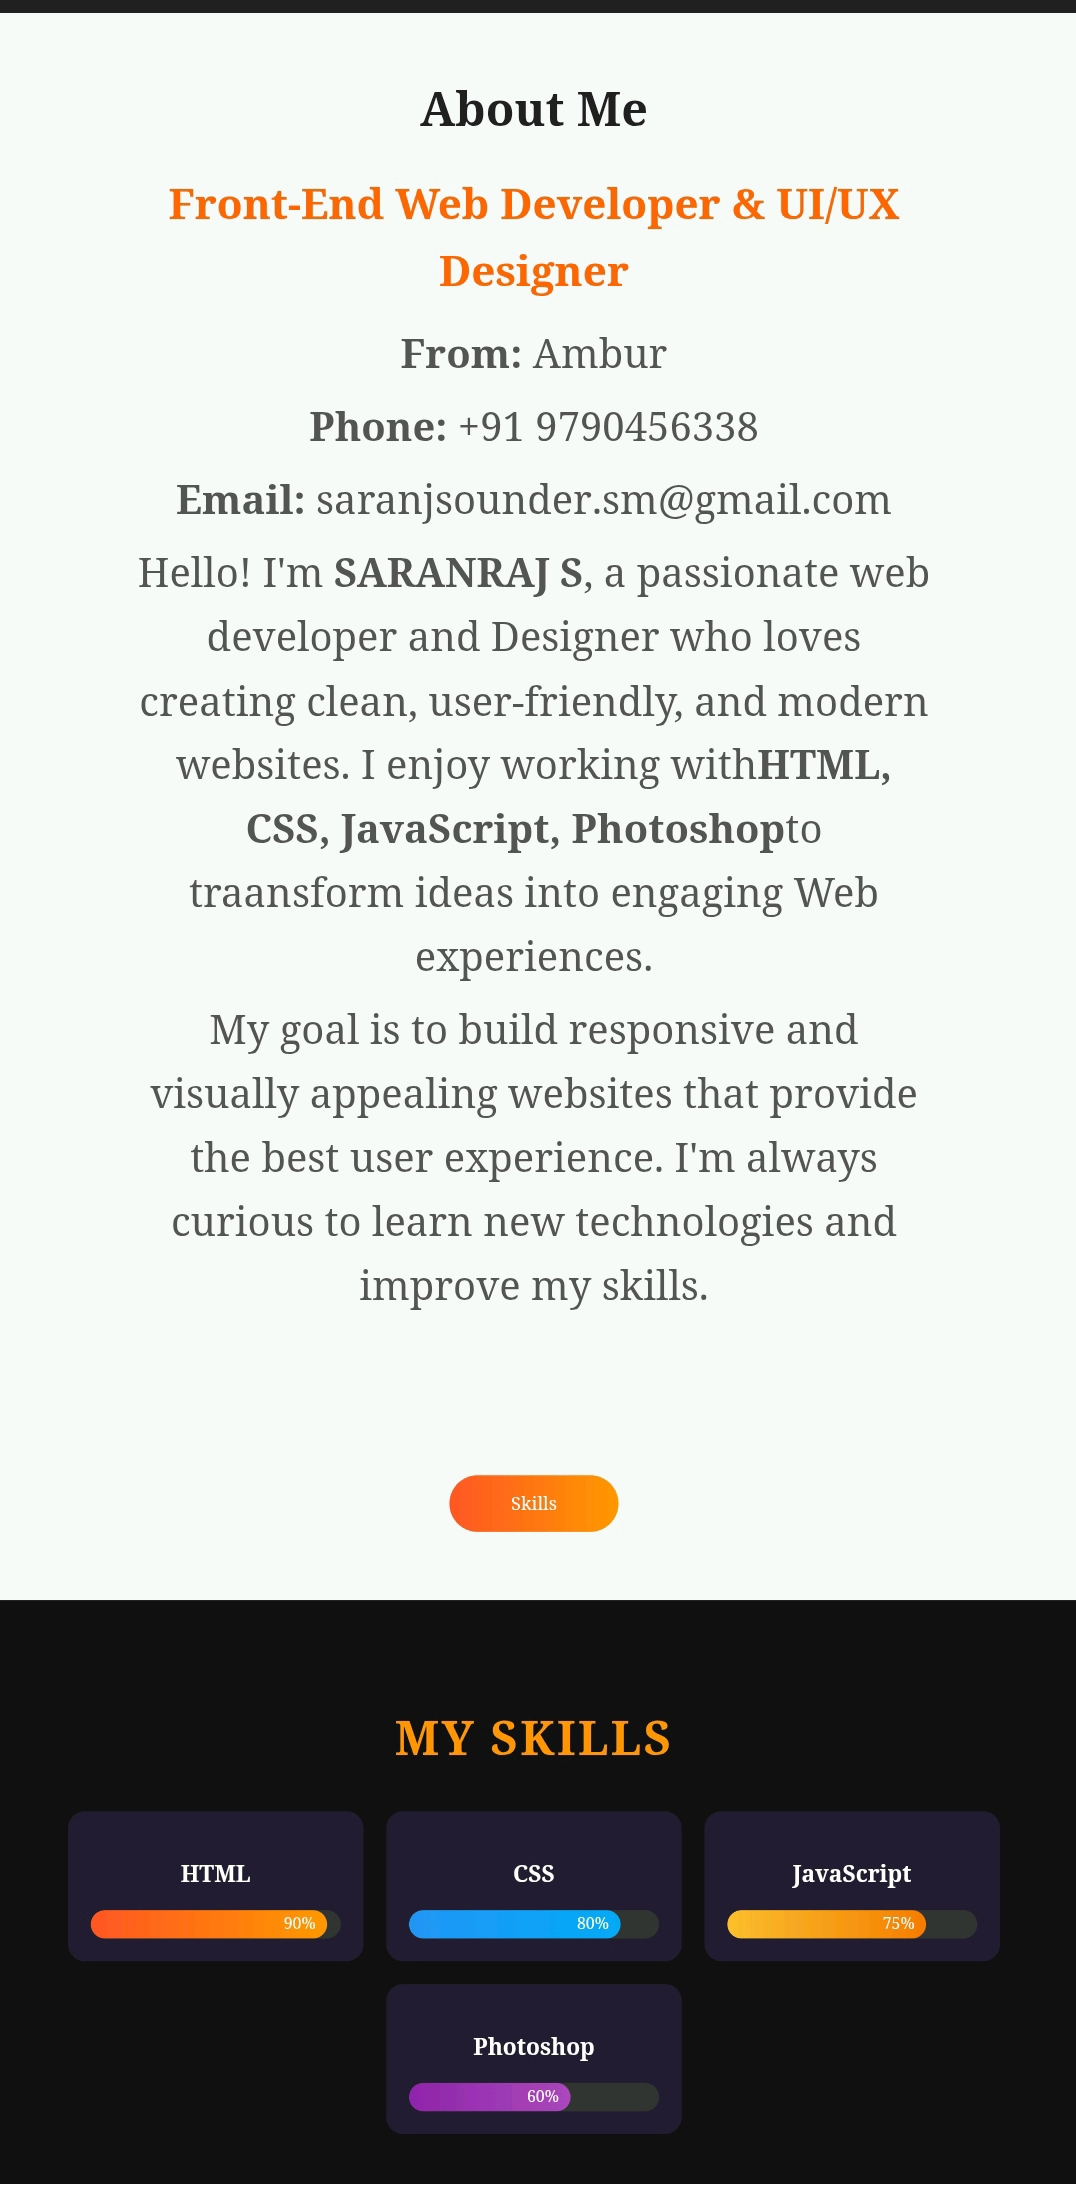 About Me
Front-End Web Developer & UI/UX
Designer
From: Ambur
Phone: +91 9790456338
Email: saranjsounder.sm@gmail.com
Hello! I'm SARANRAJ S, a passionate web
developer and Designer who loves
creating clean, user-friendly, and modern
websites. I enjoy working withHTML,
CSS, JavaScript, Photoshopto
traansform ideas into engaging Web
experiences.
My goal is to build responsive and
visually appealing websites that provide
the best user experience. I'm always
curious to learn new technologies and
improve my skills.
Skills
MY SKILLS
HTML
90%
CSS
80%
JavaScript
75%
Photoshop
60%